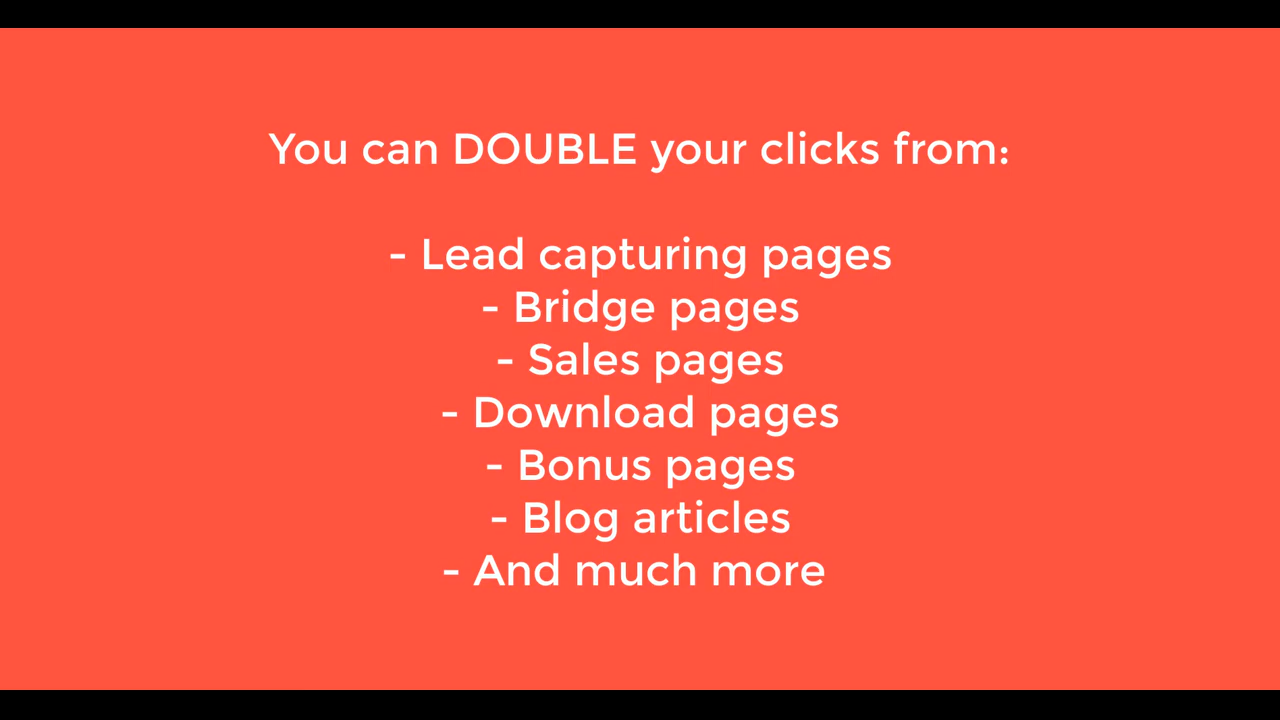 You can DOUBLE your clicks from:
- Lead capturing pages
- Bridge pages
- Sales pages
- Download pages
- Bonus pages
- Blog articles
- And much more